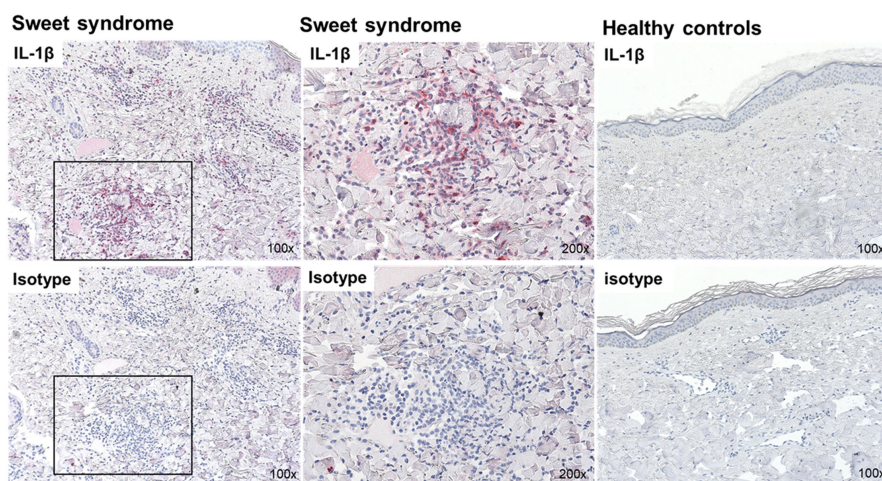 Sweet syndrome
Sweet syndrome
Healthy controls
IL-1β
IL-1β
IL-1β
100x
200x
100x
Isotype
Isotype
isotype
100x
200x
100x